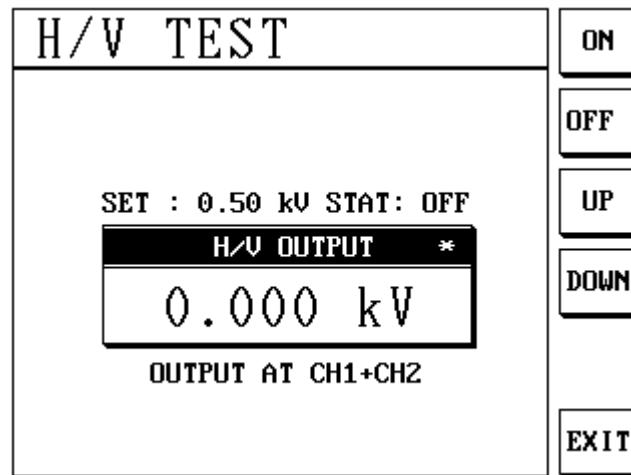 H/V TEST
SET : 0.50 kV STAT: OFF
H/V OUTPUT *
0.000 kV
OUTPUT AT CH1+CH2
ON
OFF
UP
DOWN
EXIT